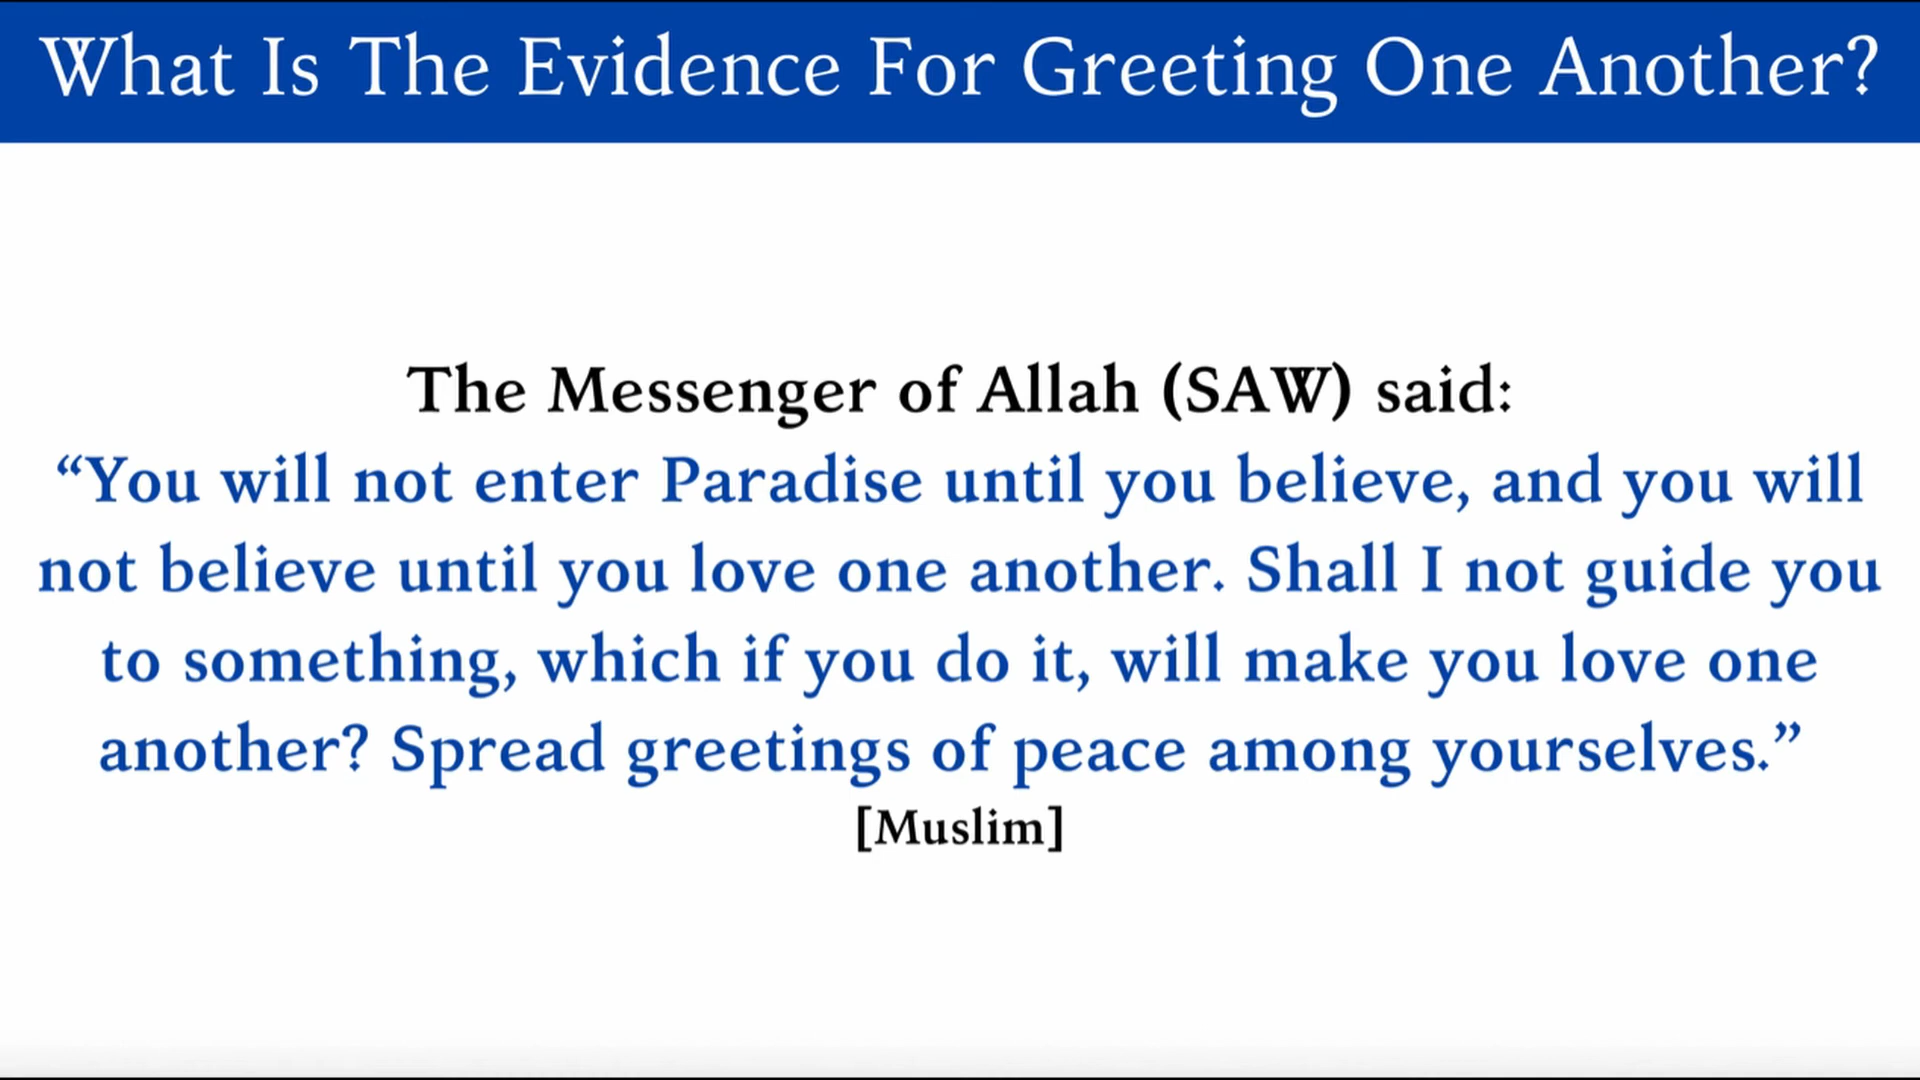 What Is The Evidence For Greeting One Another?
The Messenger of Allah (SAW) said:
“You will not enter Paradise until you believe, and you will
not believe until you love one another. Shall I not guide you
to something, which if you do it, will make you love one
another? Spread greetings of peace among yourselves.”
[Muslim]